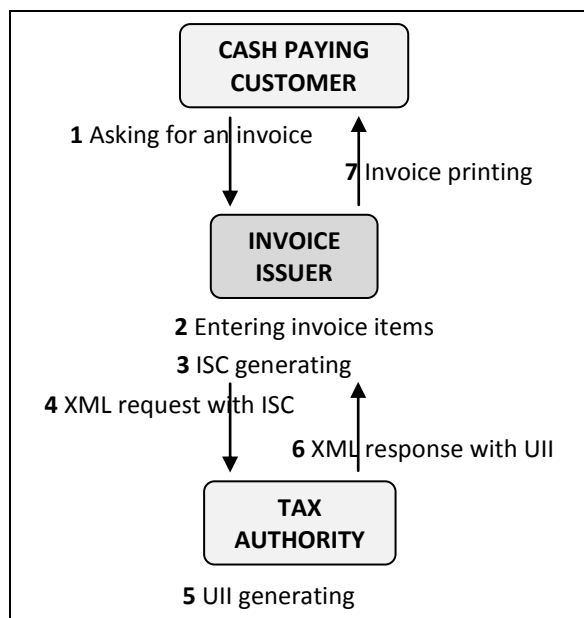 CASH PAYING
CUSTOMER
1 Asking for an invoice
7 Invoice printing
INVOICE
ISSUER
2 Entering invoice items
3 ISC generating
4 XML request with ISC
6 XML response with UII
TAX
AUTHORITY
5 UII generating